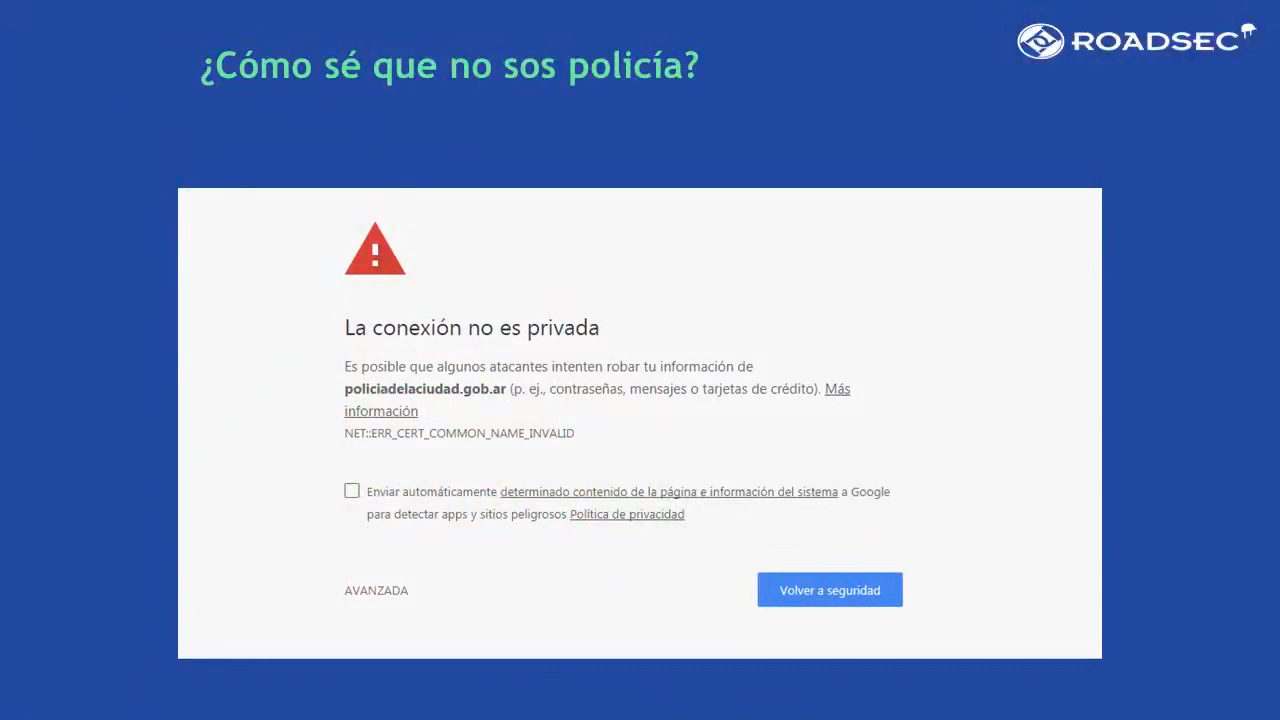 ROADSEC
¿Cómo sé que no sos policía?
La conexión no es privada
Es posible que algunos atacantes intenten robar tu información de
policiadelaciudad.gob.ar (p. ej., contraseñas, mensajes o tarjetas de crédito). Más
información
NET::ERR_CERT_COMMON_NAME_INVALID
Enviar automáticamente determinado contenido de la página e información del sistema a Google
para detectar apps y sitios peligrosos Política de privacidad
AVANZADA
Volver a seguridad